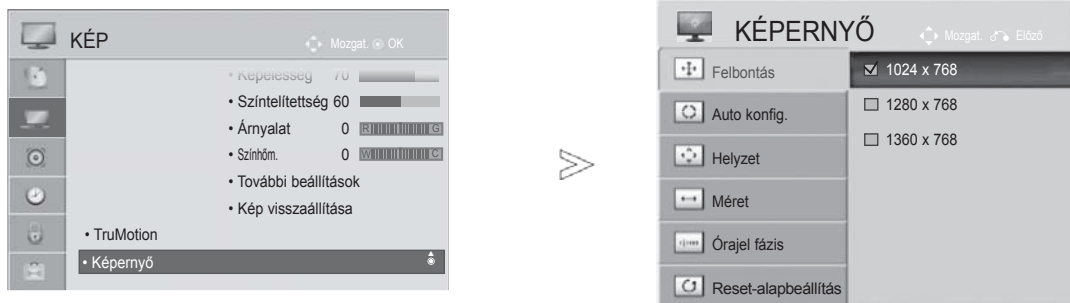 KÉP
Mozgat. OK
• Képélesség 70
• Színtelítettség 60
• Árnyalat 0 R G
• Színhőm. 0 W C
• További beállítások
• Kép visszaállítása
• TruMotion
• Képernyő
KÉPERNYŐ
Mozgat. Előző
Felbontás
Auto konfig.
Helyzet
Méret
Órajel fázis
Reset-alapbeállítás
1024 x 768
1280 x 768
1360 x 768